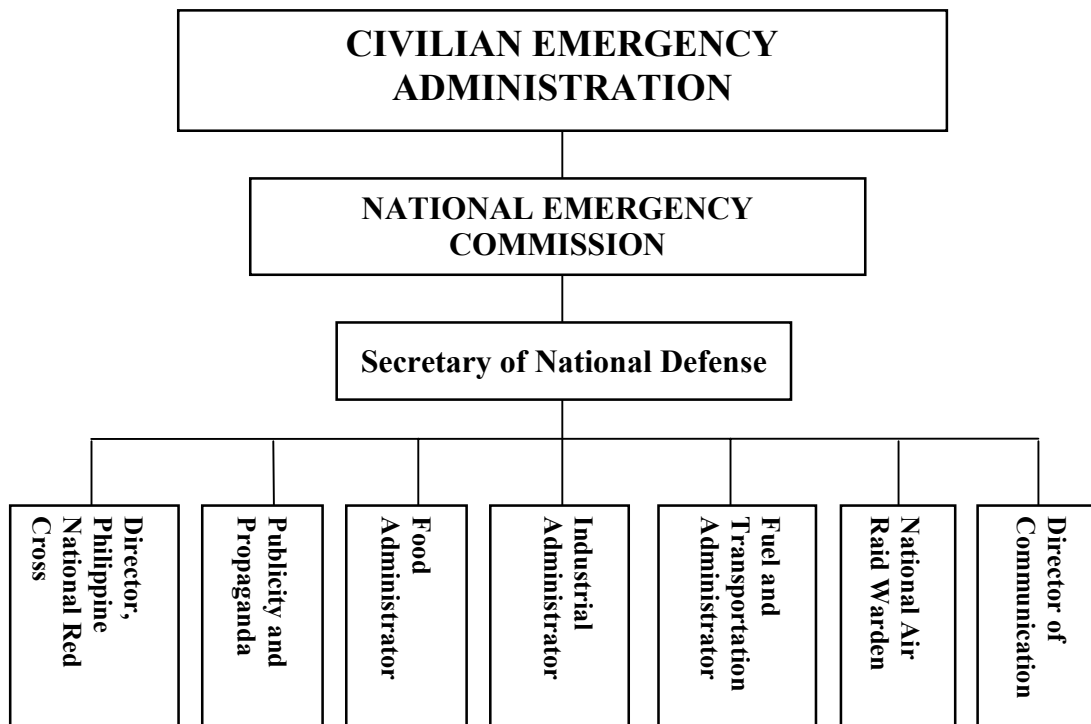 CIVILIAN EMERGENCY
ADMINISTRATION
NATIONAL EMERGENCY
COMMISSION
Secretary of National Defense
Director,
Philippine
National Red
Cross
Publicity and
Propaganda
Food
Administrator
Industrial
Administrator
Fuel and
Transportation
Administrator
National Air
Raid Warden
Director of
Communication